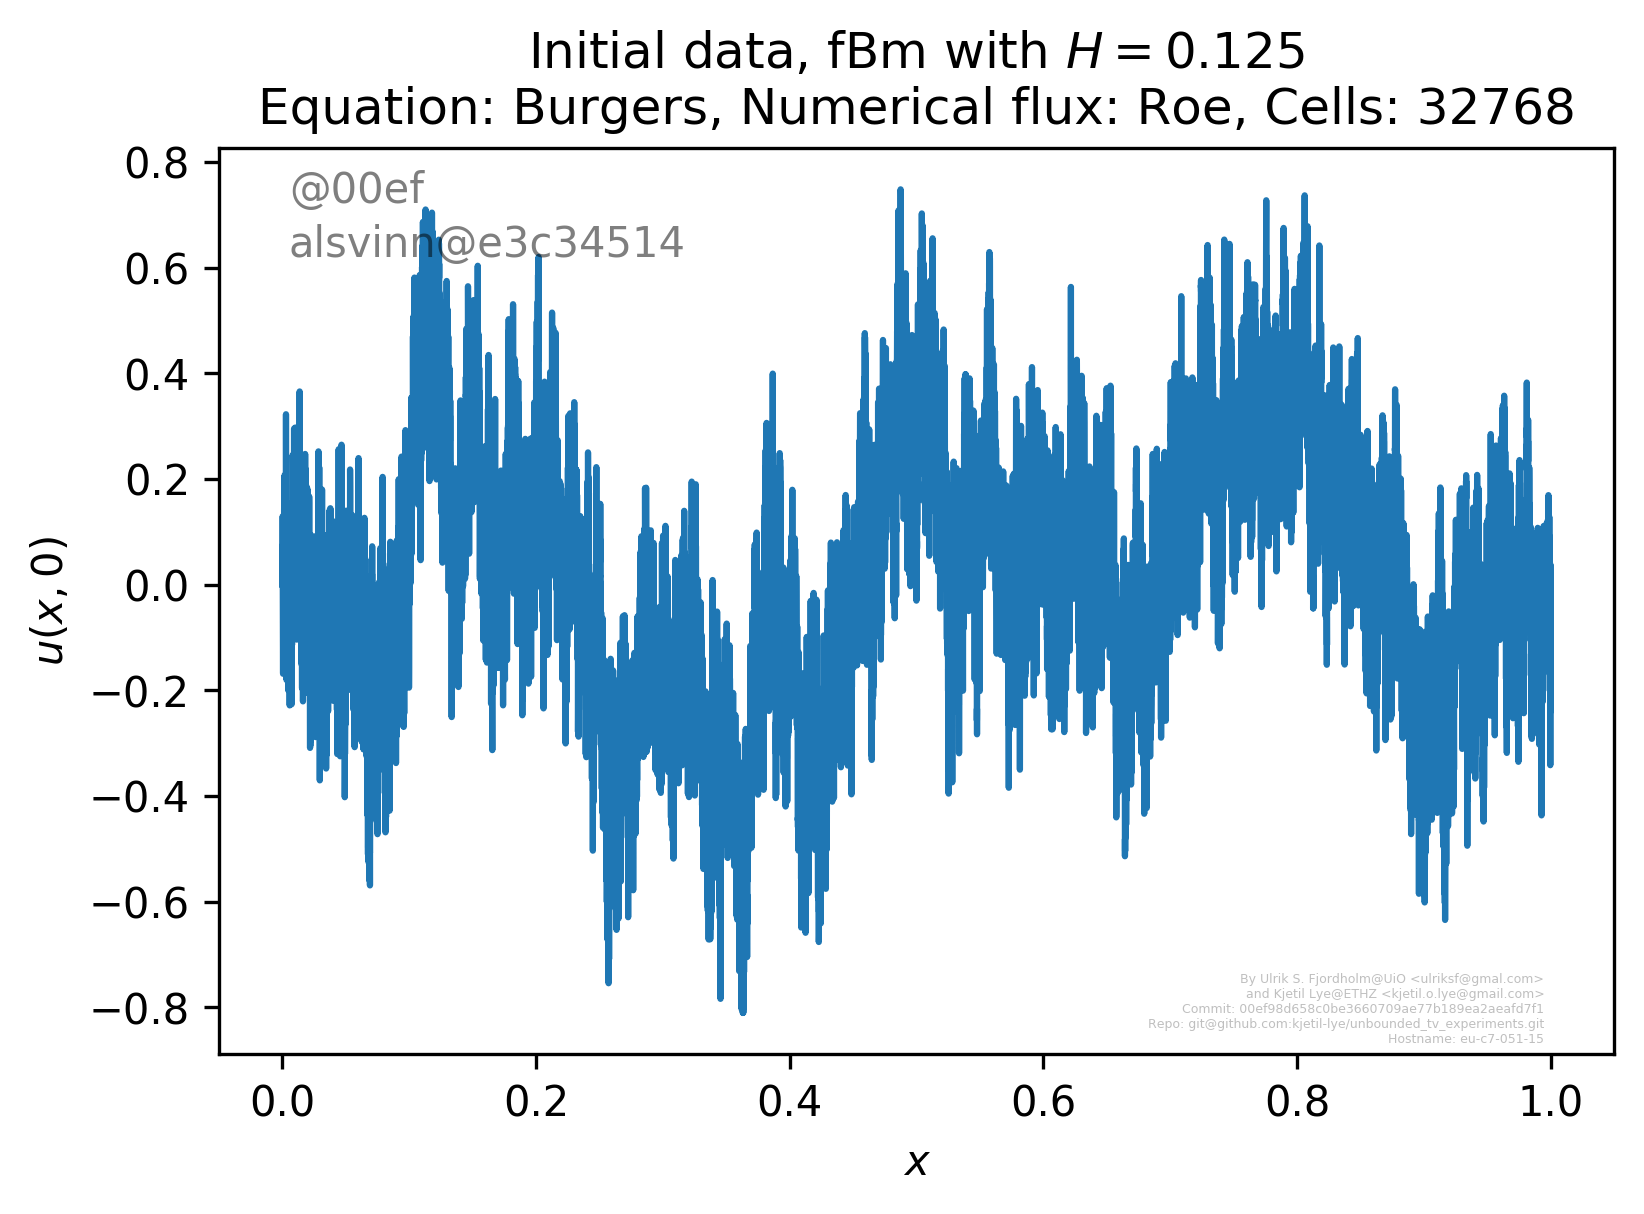 Initial data, fBm with H = 0.125
Equation: Burgers, Numerical flux: Roe, Cells: 32768
@00ef
alsvinn@e3c34514
0.8
0.6
0.4
0.2
0.0
−0.2
−0.4
−0.6
−0.8
u(x, 0)
By Ulrik S. Fjordholm@UiO <ulriksf@gmal.com>
and Kjetil Lye@ETHZ <kjetil.o.lye@gmail.com>
Commit: 00ef98d658c0be3660709ae77b189ea2aeafd7f1
Repo: git@github.com:kjetil-lye/unbounded_tv_experiments.git
Hostname: eu-c7-051-15
0.0 0.2 0.4 0.6 0.8 1.0
x